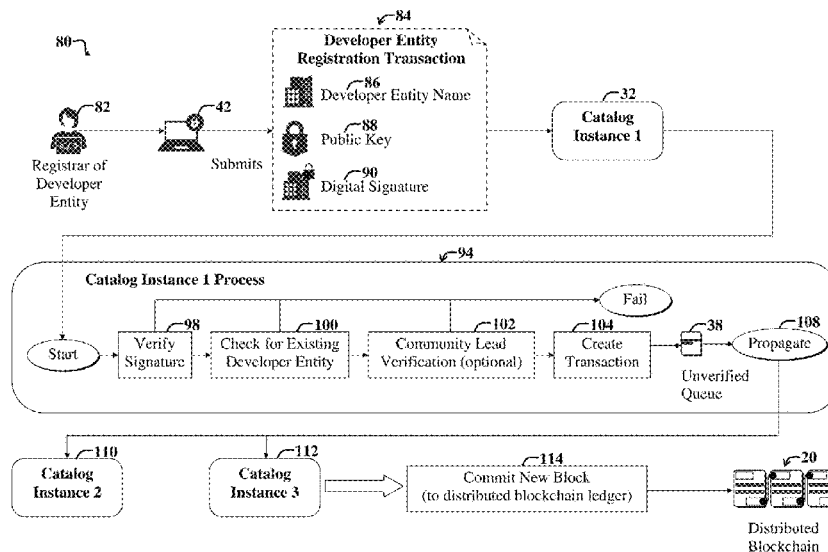 80
82
Registrar of
Developer
Entity
42
Submits
84
Developer Entity
Registration Transaction
86
Developer Entity Name
88
Public Key
90
Digital Signature
32
Catalog
Instance 1
94
Catalog Instance 1 Process
Start
98
Verify
Signature
100
Check for Existing
Developer Entity
102
Community Lead
Verification (optional)
Fail
104
Create
Transaction
38
Unverified
Queue
108
Propagate
110
Catalog
Instance 2
112
Catalog
Instance 3
114
Commit New Block
(to distributed blockchain ledger)
20
Distributed
Blockchain